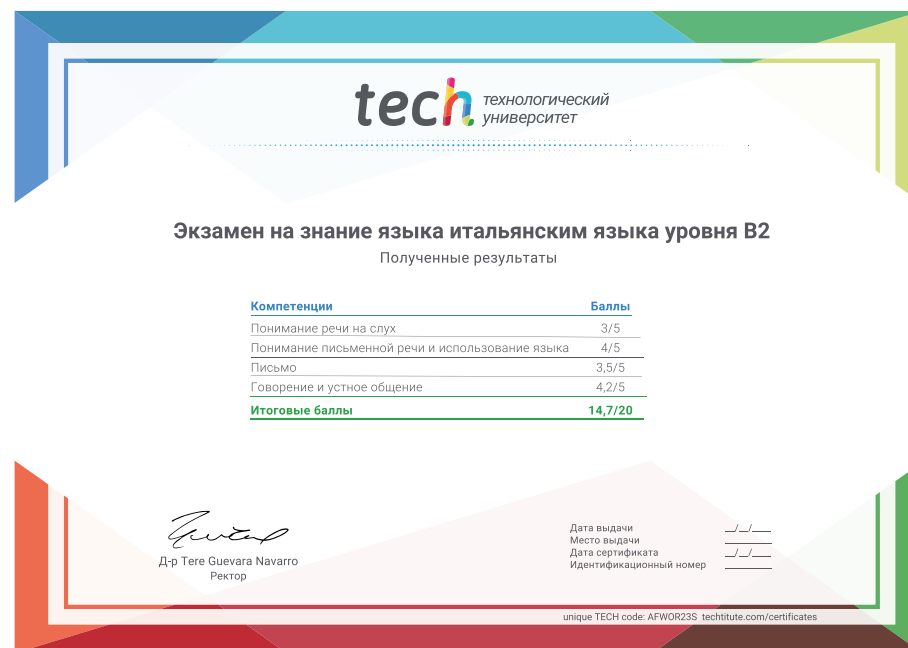 tech технологический
университет
Экзамен на знание языка итальянским языка уровня B2
Полученные результаты
Компетенции Баллы
Понимание речи на слух 3/5
Понимание письменной речи и использование языка 4/5
Письмо 3,5/5
Говорение и устное общение 4,2/5
Итоговые баллы 14,7/20
Д-р Tere Guevara Navarro
Ректор
Дата выдачи __/__/____
Место выдачи _________
Дата сертификата __/__/____
Идентификационный номер _________
unique TECH code: AFWOR23S techtitute.com/certificates